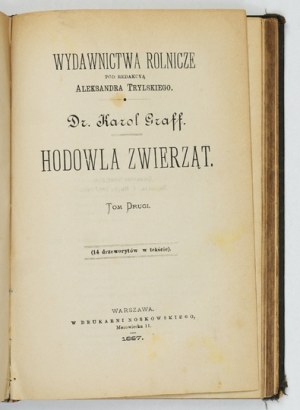 WYDAWNICTWA ROLNICZE
POD REDAKCYĄ
ALEKSANDRA TRYLSKIEGO.
Dr. Karol Graff.
HODOWLA ZWIERZĄT.
TOM DRUGI.
(14 drzeworytów w tekście).
WARSZAWA.
W DRUKARNI NOSKOWSKIEGO,
Mazowiecka 11.
1887.